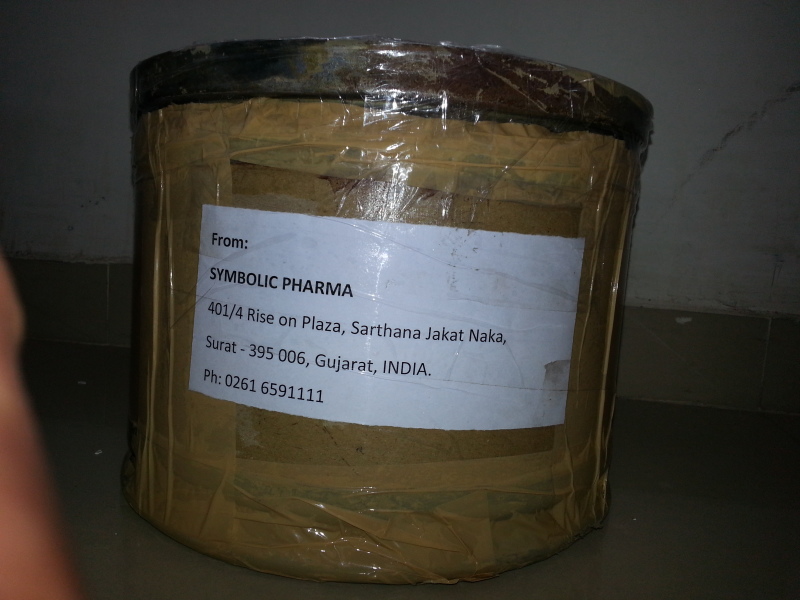 From:
SYMBOLIC PHARMA
401/4 Rise on Plaza, Sarthana Jakat Naka,
Surat - 395 006, Gujarat, INDIA.
Ph: 0261 6591111